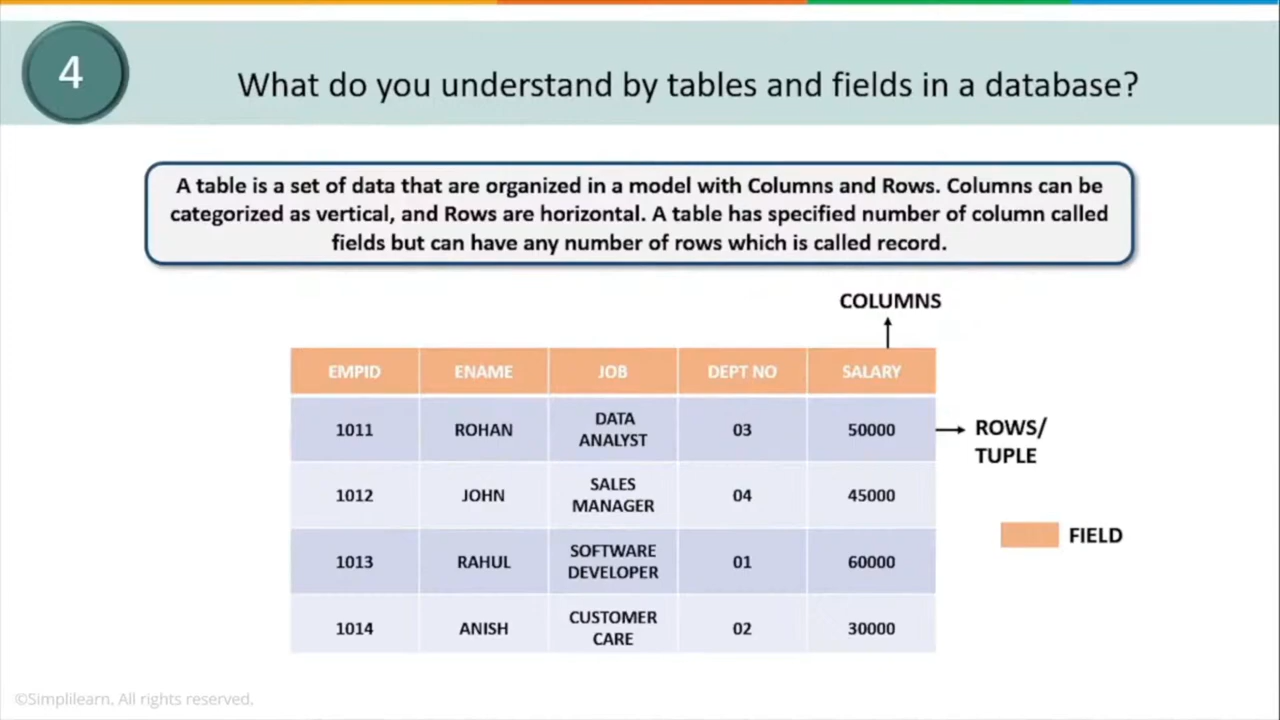 4
What do you understand by tables and fields in a database?
A table is a set of data that are organized in a model with Columns and Rows. Columns can be
categorized as vertical, and Rows are horizontal. A table has specified number of column called
fields but can have any number of rows which is called record.
COLUMNS
EMPID ENAME JOB DEPT NO SALARY
1011 ROHAN DATA ANALYST 03 50000
ROWS/
TUPLE
1012 JOHN SALES MANAGER 04 45000
FIELD
1013 RAHUL SOFTWARE DEVELOPER 01 60000
1014 ANISH CUSTOMER CARE 02 30000
©Simplilearn. All rights reserved.